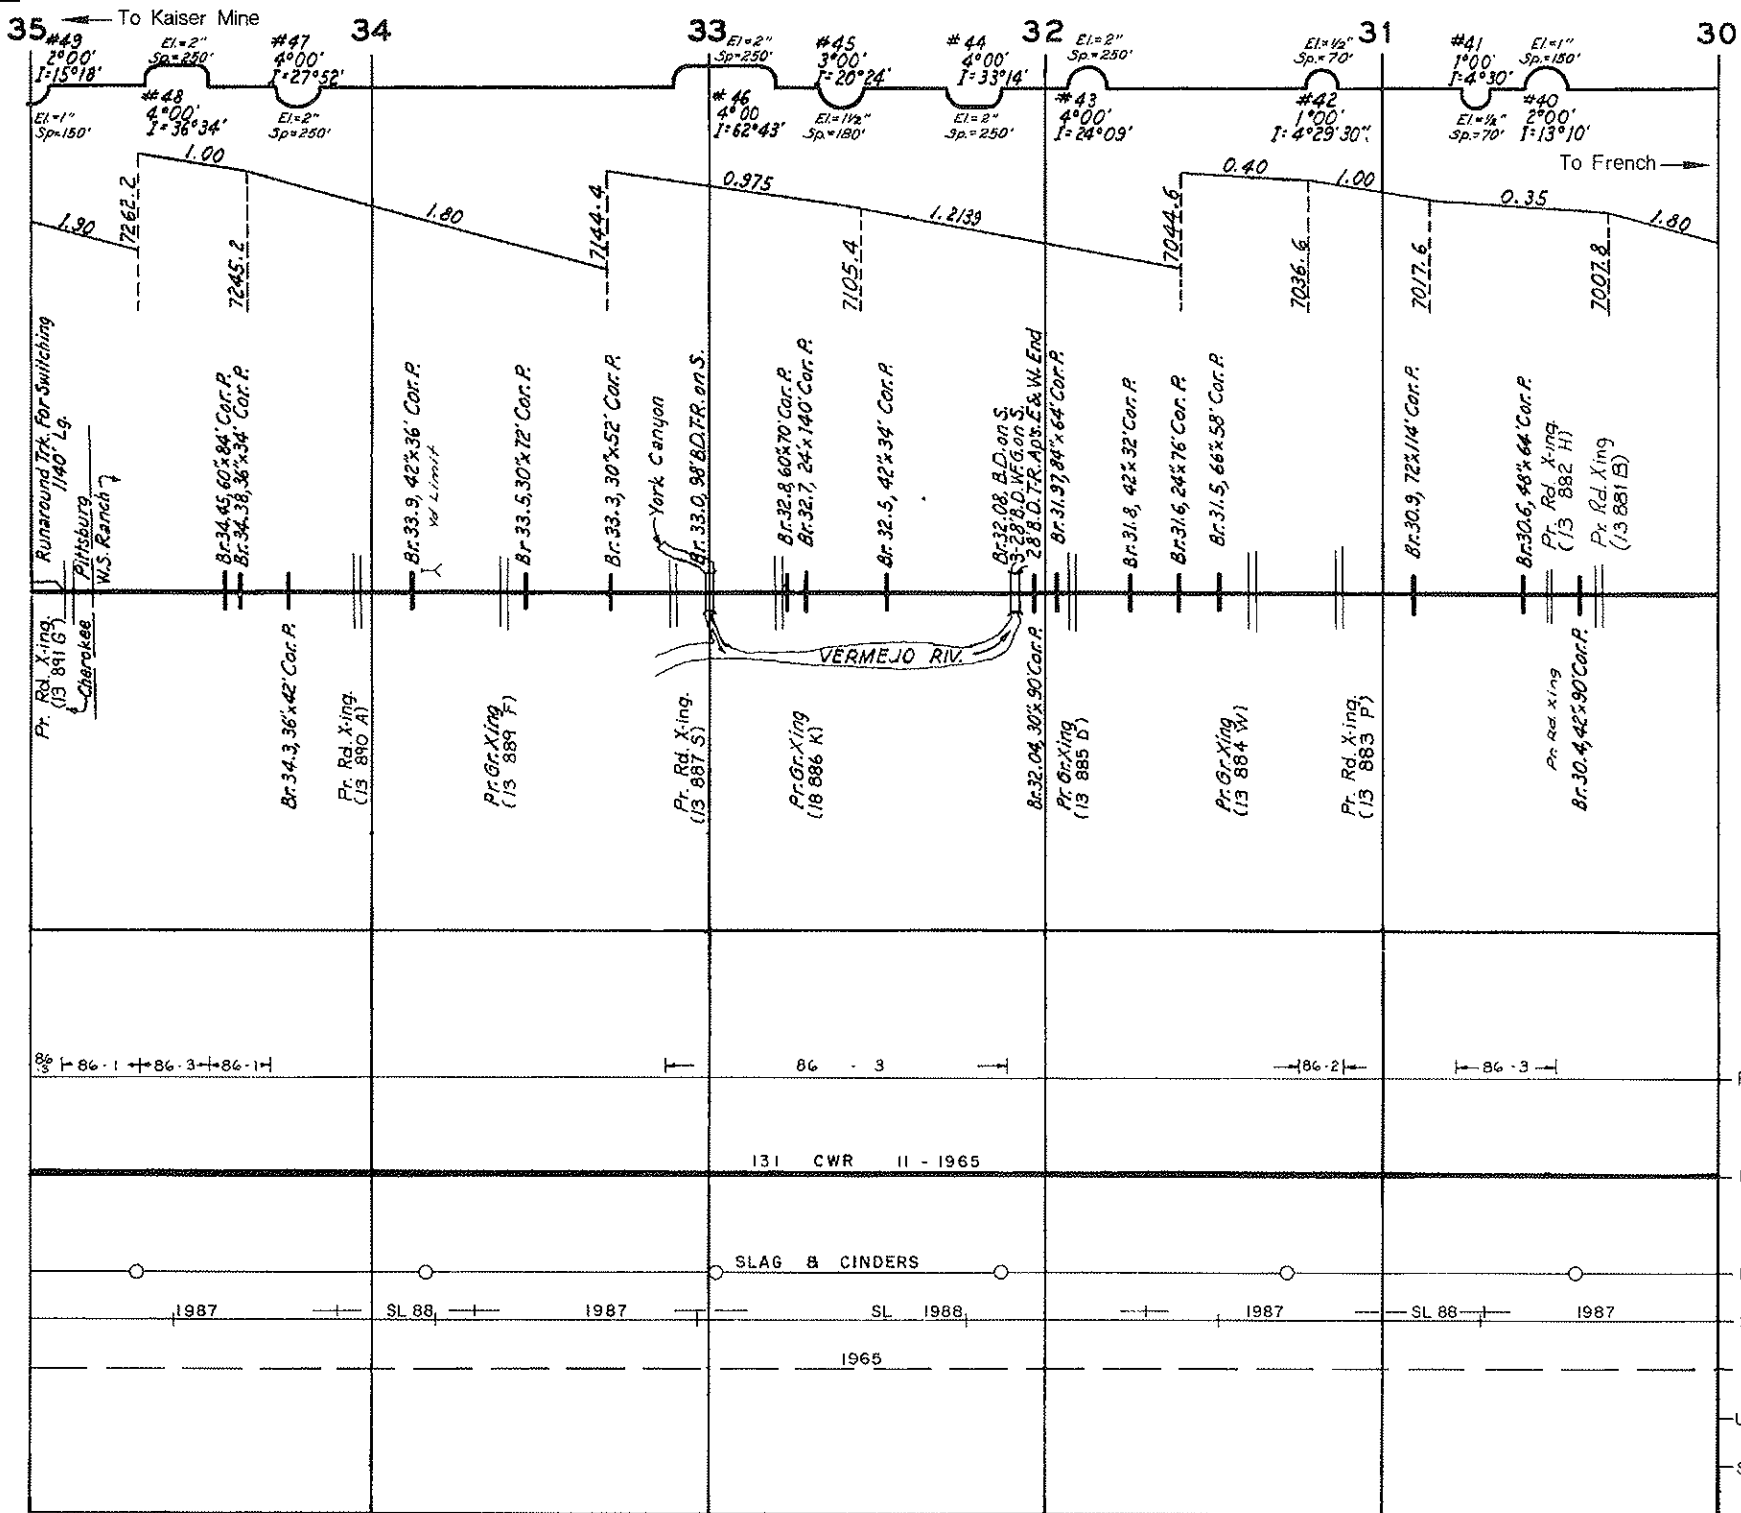 ← To Kaiser Mine
35 34 33 32 31 30
#49
2°00'
I=15°18'
El.=1"
Sp.=150'
El.=2"
Sp.=250'
#48
4°00'
I=36°34'
#47
4°00'
I=27°52'
El.=2"
Sp=250'
El=2"
Sp=250'
#46
4°00
I=62°43'
#45
3°00'
I=20°24'
El.=1½"
Sp.=180'
#44
4°00'
I=33°14'
El.=2"
Sp.=250'
El.=2"
Sp=250'
#43
4°00'
I=24°09'
El.=½"
Sp.=70'
#42
1°00'
I=4°29'30"
#41
1°00'
I=4°30'
El.=½"
Sp.=70'
El=1"
Sp.=150'
#40
2°00'
I=13°10'
To French →
1.90
7262.2
1.00
7245.2
1.80
7144.4
0.975
7105.4
1.2139
7044.6
0.40
7036.6
1.00
7017.6
0.35
7007.8
1.80
Runaround Trk. For Switching
1140' Lg.
Pittsburg
W.S. Ranch
Br.34.45, 60"x84' Cor. P.
Br.34.38, 36"x34' Cor. P.
Br.33.9, 42"x36' Cor. P.
Yd Limit
Br.33.5, 30"x72' Cor. P.
Br.33.3, 30"x52' Cor. P.
York Canyon
Br. 33.0, 98' B.D.T.R. on S.
Br.32.8, 60"x70' Cor. P.
Br.32.7, 24"x140' Cor. P.
Br.32.5, 42"x34' Cor. P.
Br.32.08. B.D. on S.
3-28' B.D.W.F.G. on S.
28' B.D.T.R. Ap's. E & W. End
Br.31.97, 84"x64' Cor. P.
Br.31.8, 42"x32' Cor. P.
Br.31.6, 24"x76' Cor. P.
Br.31.5, 66"x58' Cor. P.
Br.30.9, 72"x114' Cor. P.
Br.30.6, 48"x64' Cor. P.
Pr. Rd. X-ing.
(13 882 H)
Pr. Rd. Xing
(13 881 B)
Pr. Rd. X-ing.
(13 891 G)
Cherokee
Br.34.3, 36"x42' Cor. P.
Pr. Rd. X-ing.
(13 890 A)
Pr. Gr. Xing
(13 889 F)
VERMEJO RIV.
Pr. Rd. X-ing.
(13 887 S)
Pr. Gr. Xing
(18 886 K)
Br.32.04, 30"x90' Cor. P.
Pr. Gr. Xing
(13 885 D)
Pr. Gr. Xing
(13 884 W)
Pr. Rd. X-ing.
(13 883 P)
Pr. Rd. Xing
Br.30.4, 42"x90' Cor. P.
86-3 86-1 86-3 86-1 86 - 3 86-2 86-3
131 CWR 11 - 1965
SLAG & CINDERS
1987 SL 88 1987 SL 1988 1987 SL 88 1987
1965